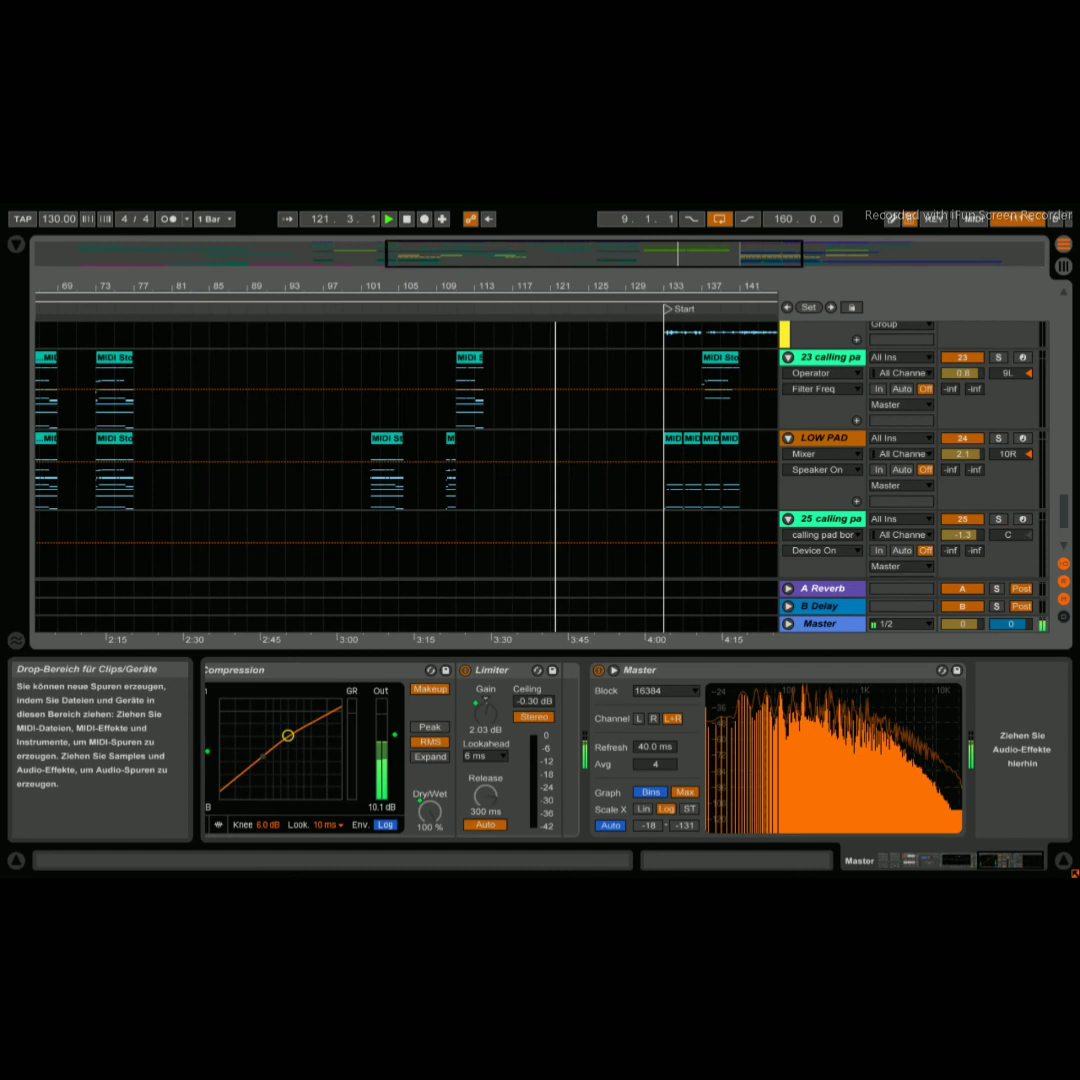 TAP 130.00 4 / 4 1 Bar 121. 3. 1 9. 1. 1 160. 0. 0
Recorded with iFun Screen Recorder
69 73 77 81 85 89 93 97 101 105 109 113 117 121 125 129 133 137 141
Start
Set
Group
...MI MIDI Sto MIDI S MIDI Sto
23 calling pa All Ins 23 S
Operator All Channe 0.8 9L
Filter Freq In Auto Off -inf -inf
Master
...MI MIDI Sto MIDI St M MID MID MID MID
LOW PAD All Ins 24 S
Mixer All Channe 2.1 10R
Speaker On In Auto Off -inf -inf
Master
25 calling pa All Ins 25 S
calling pad bor All Channe -1.3 C
Device On In Auto Off -inf -inf
Master
A Reverb A S Post
B Delay B S Post
Master 1/2 0 0
2:15 2:30 2:45 3:00 3:15 3:30 3:45 4:00 4:15
Drop-Bereich für Clips/Geräte
Sie können neue Spuren erzeugen,
indem Sie Dateien und Geräte in
diesen Bereich ziehen: Ziehen Sie
MIDI-Dateien, MIDI-Effekte und
Instrumente, um MIDI-Spuren zu
erzeugen. Ziehen Sie Samples und
Audio-Effekte, um Audio-Spuren zu
erzeugen.
Compression
GR Out
Makeup
Peak
RMS
Expand
Dry/Wet
100 %
10.1 dB
Knee 6.0 dB Look. 10 ms Env. Log
Limiter
Gain Ceiling
-0.30 dB
Stereo
2.03 dB
Lookahead
6 ms
Release
300 ms
Auto
0
-6
-12
-18
-24
-30
-36
-42
Master
Block 16384
Channel L R L+R
Refresh 40.0 ms
Avg 4
Graph Bins Max
Scale X Lin Log ST
Auto -18 - -131
-24 100 1K 10K
-36
Ziehen Sie
Audio-Effekte
hierhin
Master